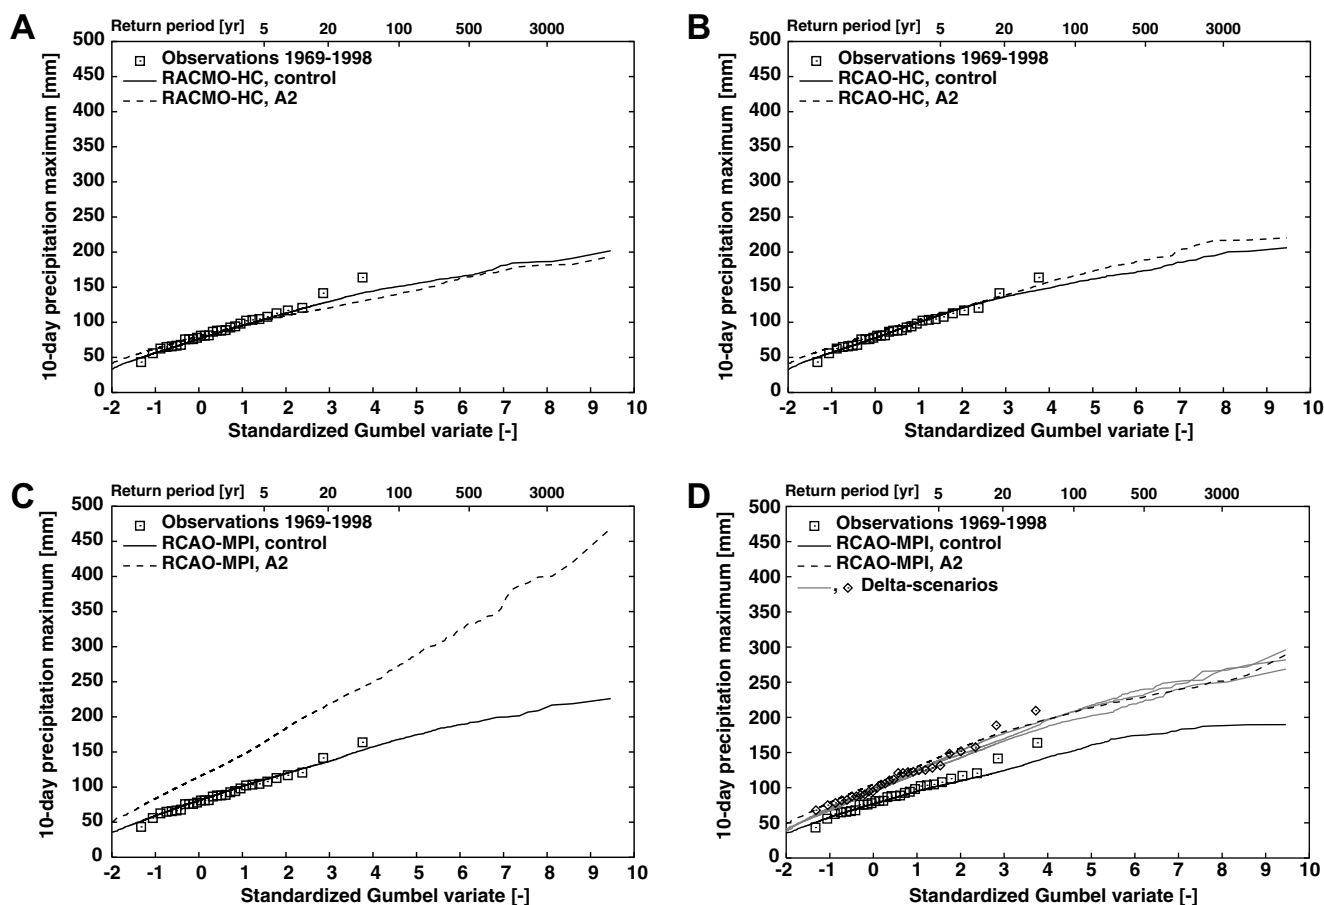 A
Return period [yr] 5 20 100 500 3000
500
450
400
350
300
250
200
150
100
50
0
10-day precipitation maximum [mm]
Observations 1969-1998
RACMO-HC, control
RACMO-HC, A2
-2 -1 0 1 2 3 4 5 6 7 8 9 10
Standardized Gumbel variate [-]
B
Return period [yr] 5 20 100 500 3000
500
450
400
350
300
250
200
150
100
50
0
10-day precipitation maximum [mm]
Observations 1969-1998
RCAO-HC, control
RCAO-HC, A2
-2 -1 0 1 2 3 4 5 6 7 8 9 10
Standardized Gumbel variate [-]
C
Return period [yr] 5 20 100 500 3000
500
450
400
350
300
250
200
150
100
50
0
10-day precipitation maximum [mm]
Observations 1969-1998
RCAO-MPI, control
RCAO-MPI, A2
-2 -1 0 1 2 3 4 5 6 7 8 9 10
Standardized Gumbel variate [-]
D
Return period [yr] 5 20 100 500 3000
500
450
400
350
300
250
200
150
100
50
0
10-day precipitation maximum [mm]
Observations 1969-1998
RCAO-MPI, control
RCAO-MPI, A2
, Delta-scenarios
-2 -1 0 1 2 3 4 5 6 7 8 9 10
Standardized Gumbel variate [-]